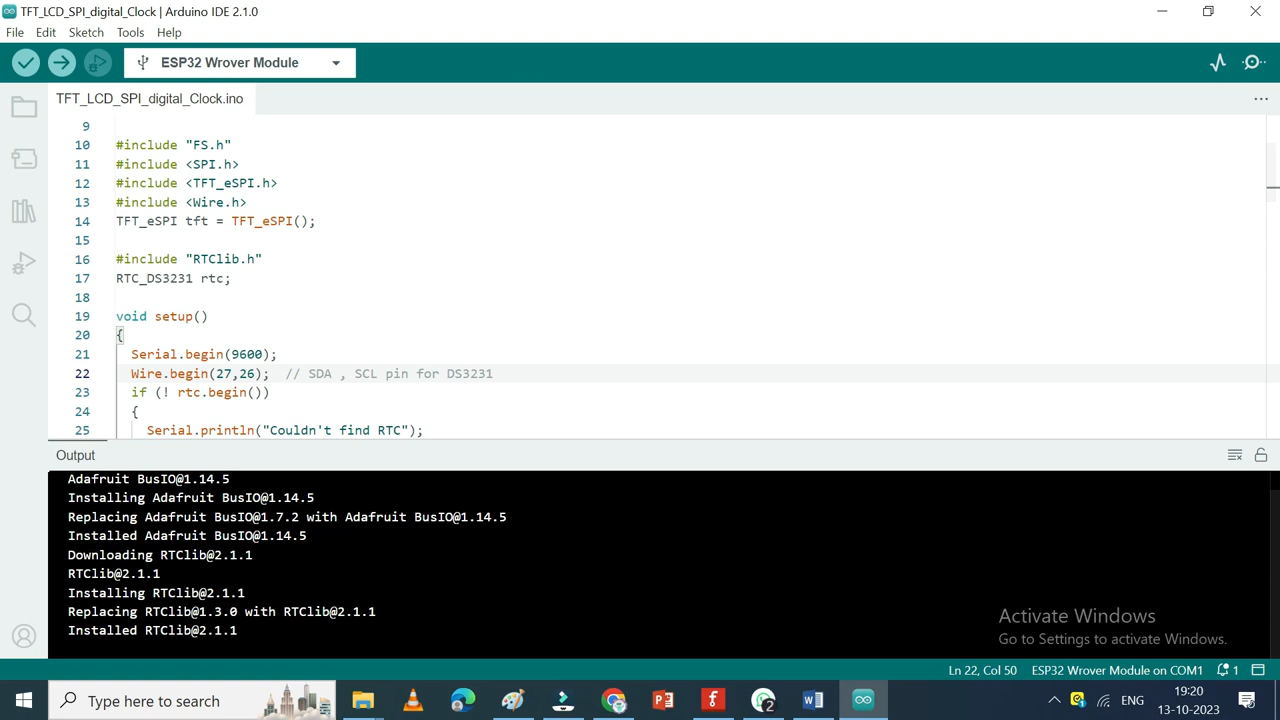 TFT_LCD_SPI_digital_Clock | Arduino IDE 2.1.0
File Edit Sketch Tools Help
ESP32 Wrover Module
TFT_LCD_SPI_digital_Clock.ino
9
10 #include "FS.h"
11 #include <SPI.h>
12 #include <TFT_eSPI.h>
13 #include <Wire.h>
14 TFT_eSPI tft = TFT_eSPI();
15
16 #include "RTClib.h"
17 RTC_DS3231 rtc;
18
19 void setup()
20 {
21 Serial.begin(9600);
22 Wire.begin(27,26); // SDA , SCL pin for DS3231
23 if (! rtc.begin())
24 {
25 Serial.println("Couldn't find RTC");
Output
Adafruit BusIO@1.14.5
Installing Adafruit BusIO@1.14.5
Replacing Adafruit BusIO@1.7.2 with Adafruit BusIO@1.14.5
Installed Adafruit BusIO@1.14.5
Downloading RTClib@2.1.1
RTClib@2.1.1
Installing RTClib@2.1.1
Replacing RTClib@1.3.0 with RTClib@2.1.1
Installed RTClib@2.1.1
Activate Windows
Go to Settings to activate Windows.
Ln 22, Col 50 ESP32 Wrover Module on COM1 1
Type here to search
2
ENG
19:20
13-10-2023